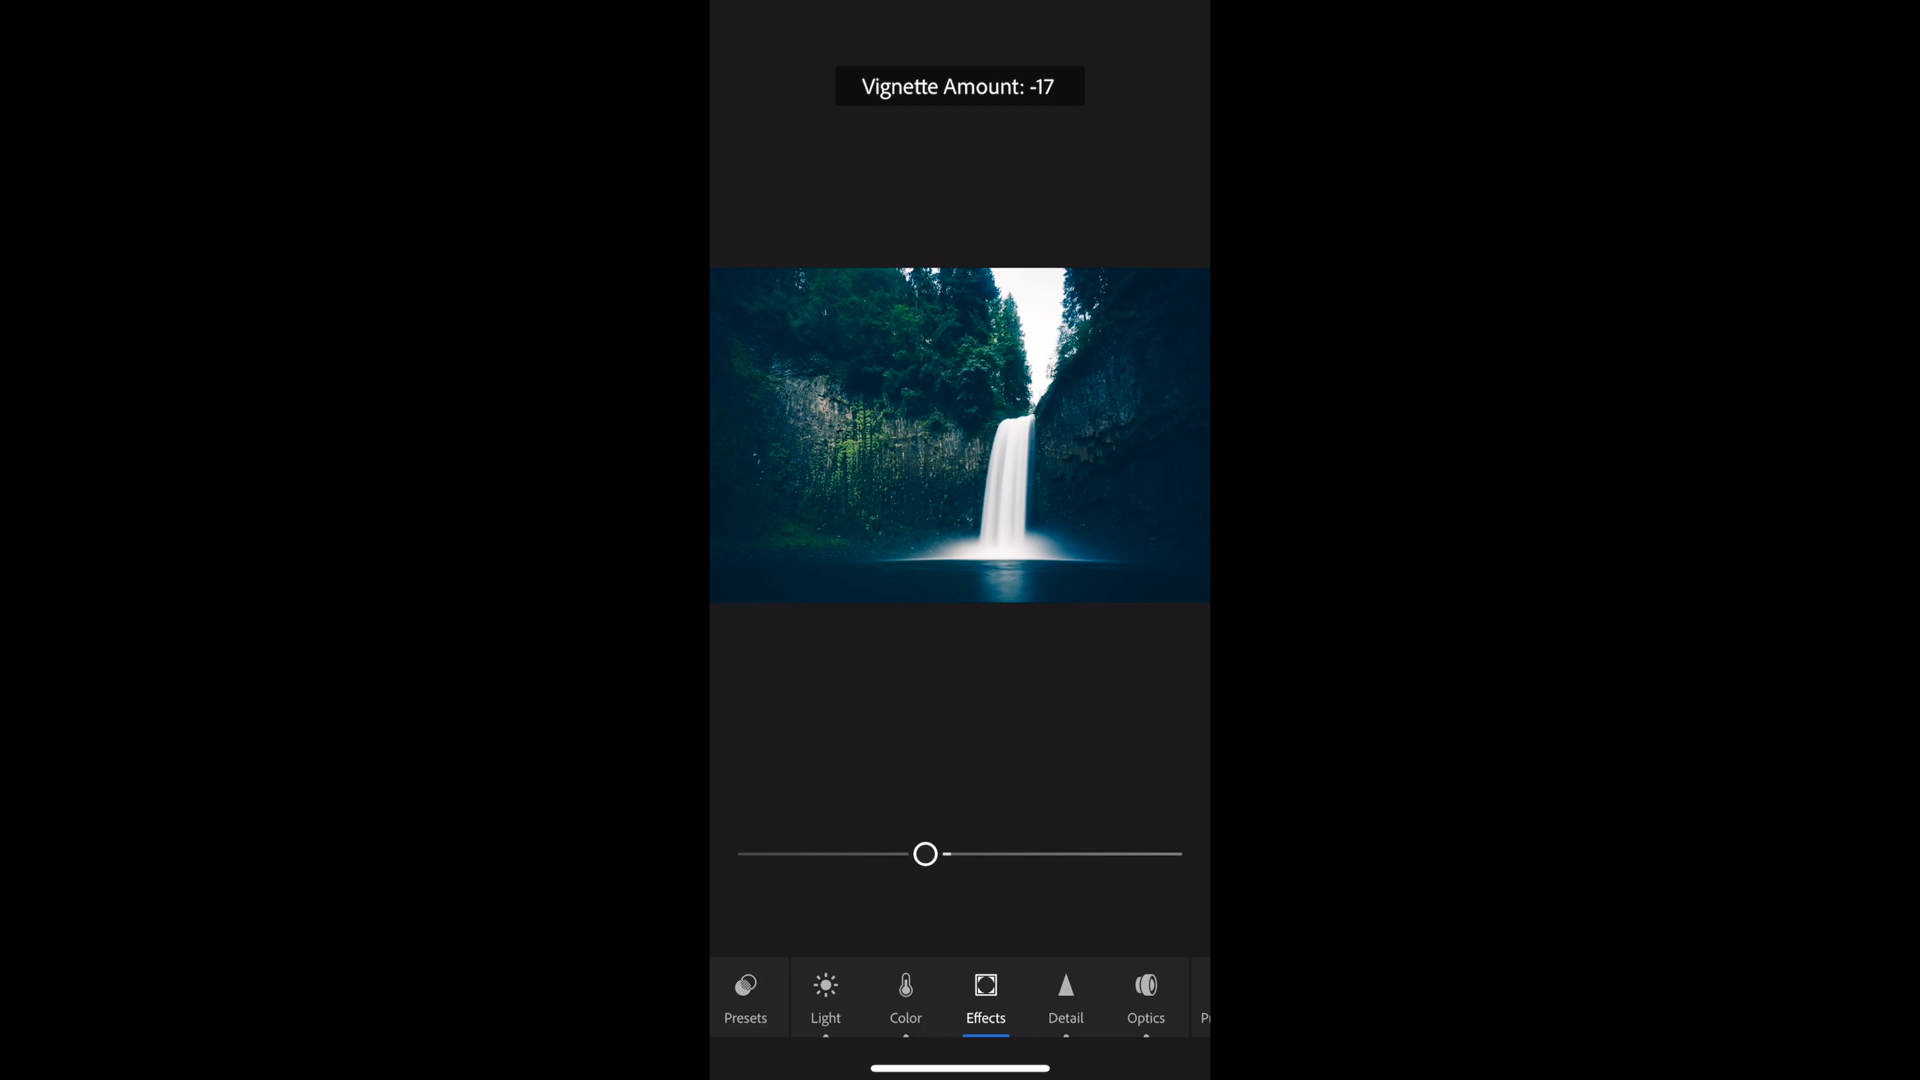 Vignette Amount: -17
Presets
Light
Color
Effects
Detail
Optics